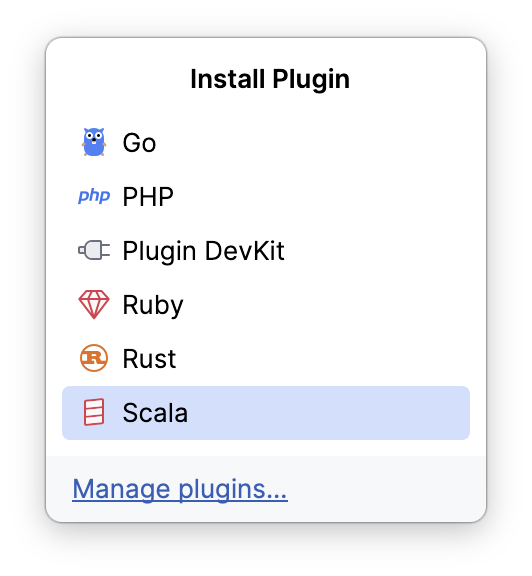 Install Plugin
Go
php PHP
Plugin DevKit
Ruby
R Rust
Scala
Manage plugins...